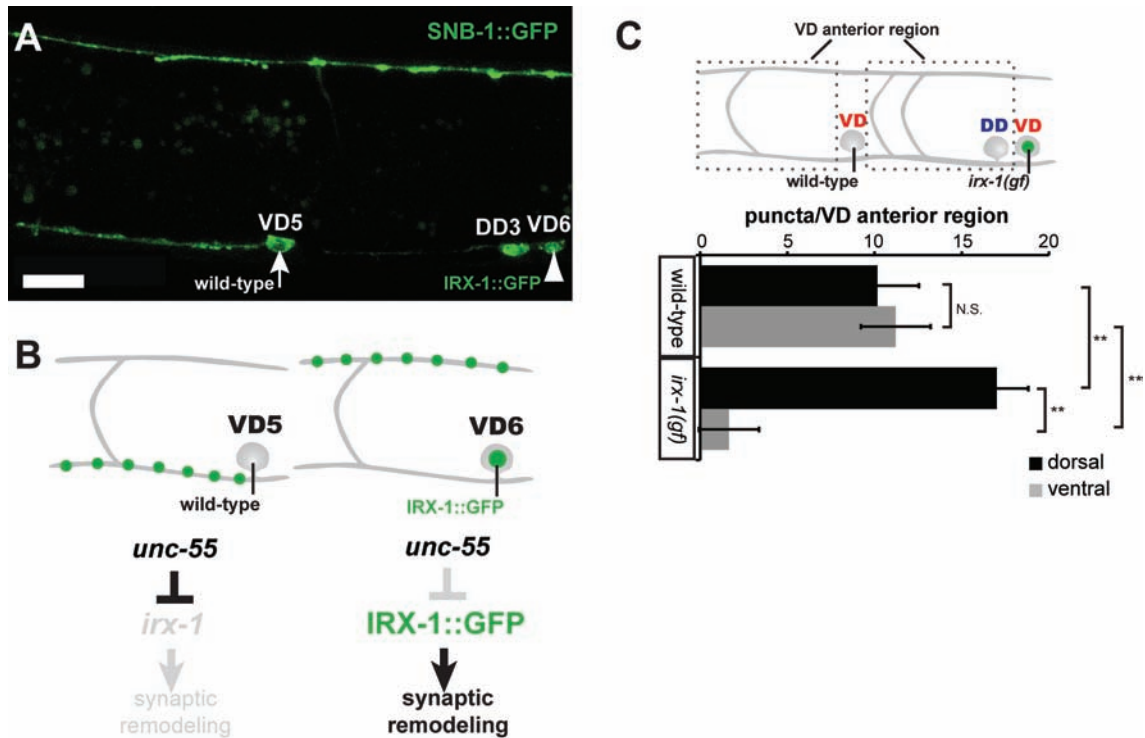 A
SNB-1::GFP
VD5
DD3
VD6
wild-type
IRX-1::GFP
B
VD5
VD6
wild-type
IRX-1::GFP
unc-55
unc-55
irx-1
IRX-1::GFP
synaptic
remodeling
synaptic
remodeling
C
VD anterior region
VD
DD
VD
wild-type
irx-1(gf)
puncta/VD anterior region
0
5
10
15
20
wild-type
N.S.
**
**
**
irx-1(gf)
dorsal
ventral